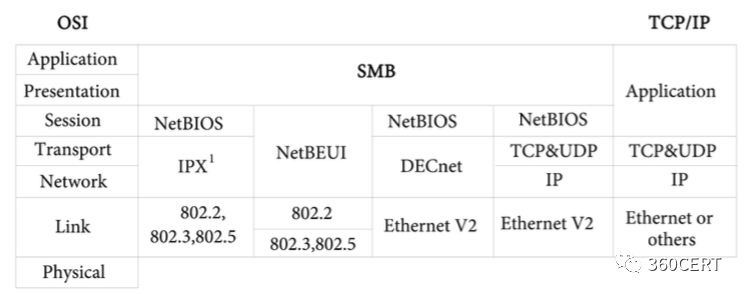 OSI TCP/IP
Application
SMB
Presentation Application
Session NetBIOS NetBIOS NetBIOS
NetBEUI
Transport TCP&UDP TCP&UDP
IPX1 DECnet
Network IP IP
802.2, 802.2
Link Ethernet V2 Ethernet V2 Ethernet or
802.3,802.5 802.3,802.5 others
360CERT
Physical